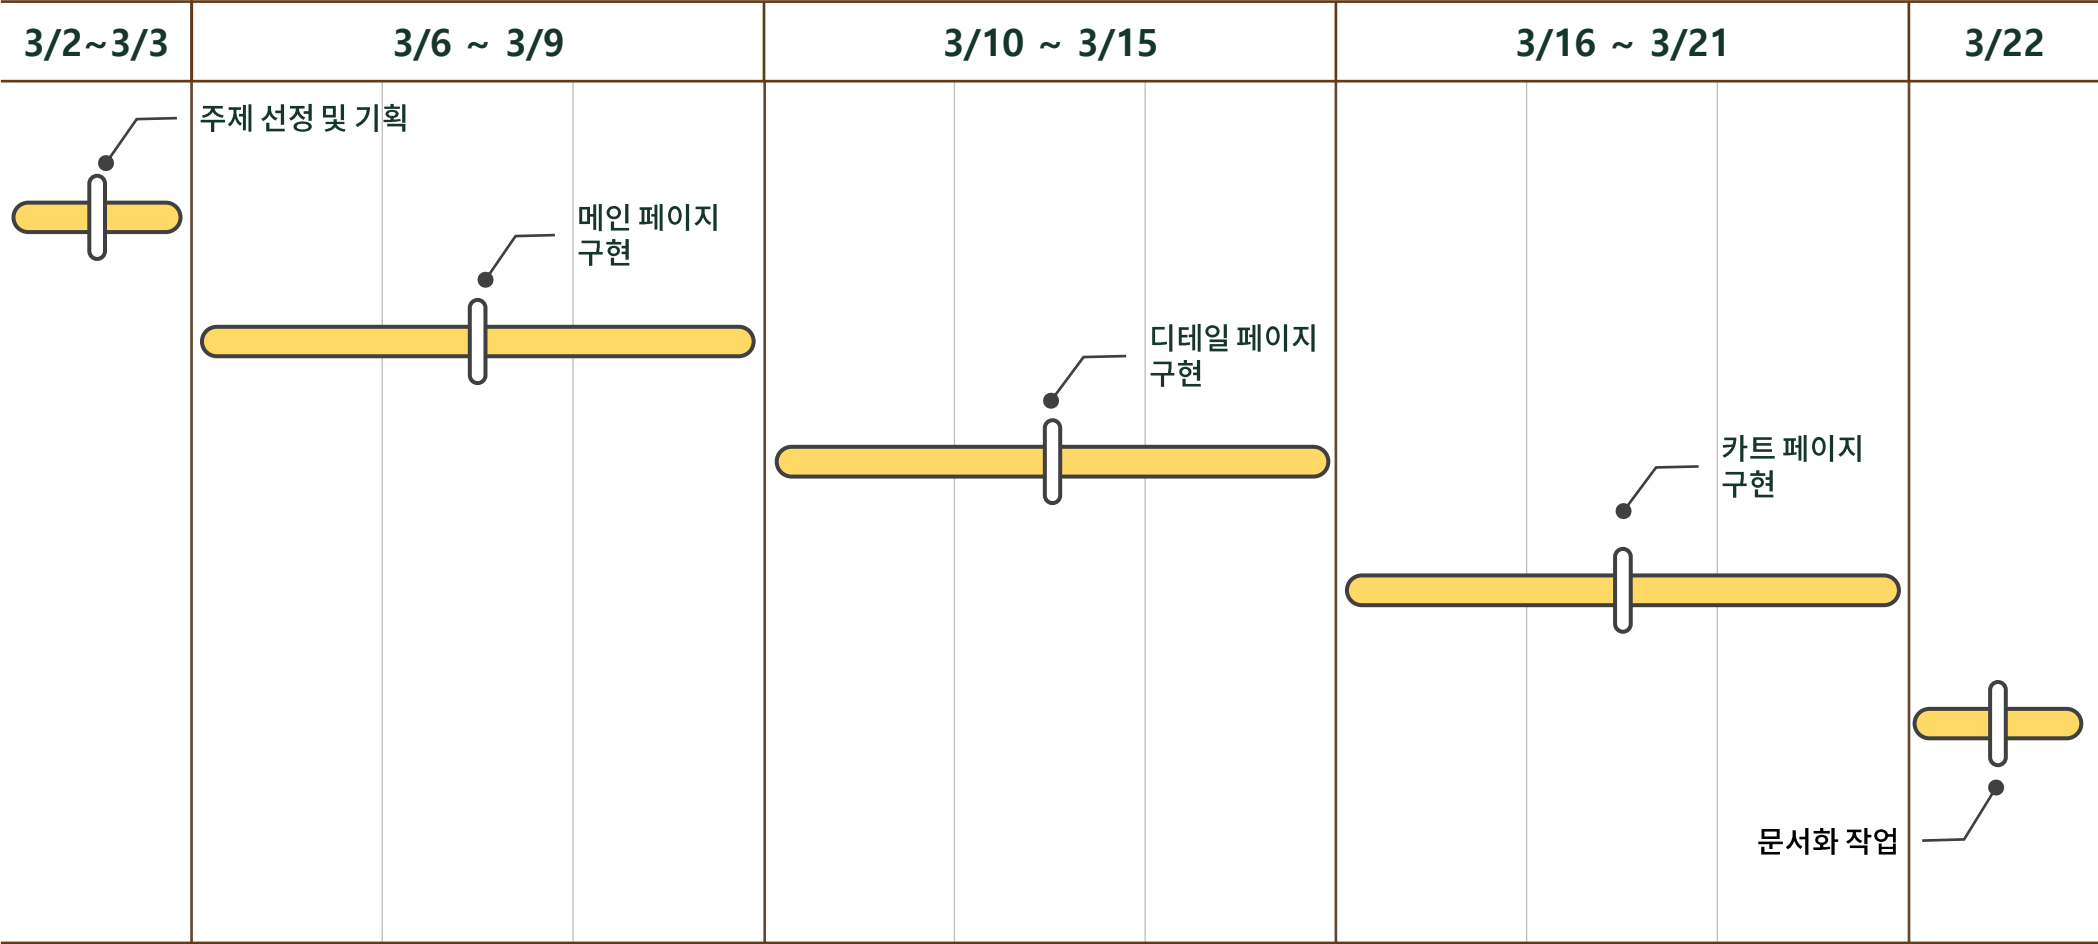 3/2~3/3
3/6 ~ 3/9
3/10 ~ 3/15
3/16 ~ 3/21
3/22
주제 선정 및 기획
메인 페이지
구현
디테일 페이지
구현
카트 페이지
구현
문서화 작업